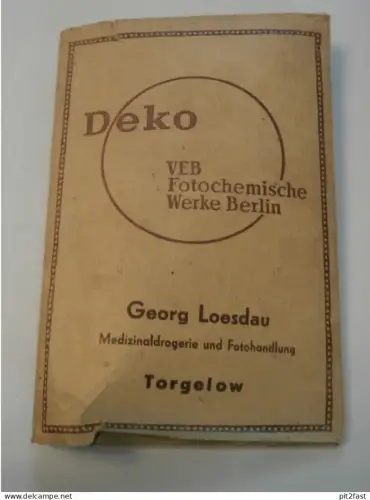 Deko
VEB
Fotochemische
Werke Berlin
Georg Loesdau
Medizinaldrogerie und Fotohandlung
Torgelow
www.delcampe.net
pit2fast